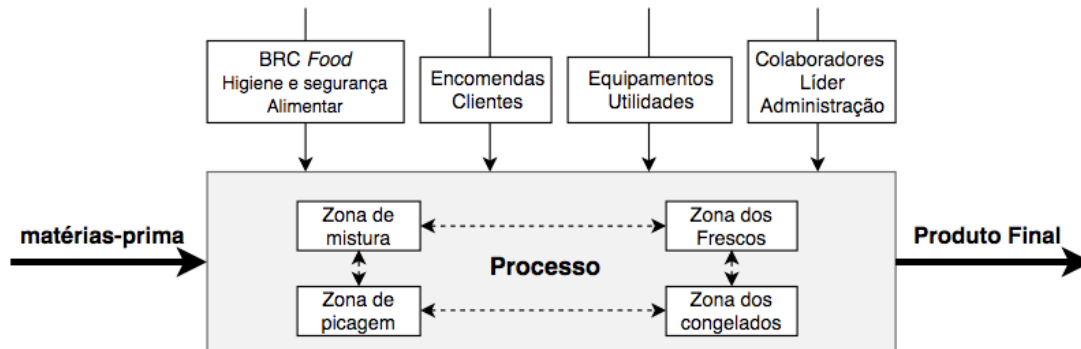 BRC Food
Higiene e segurança
Alimentar
Encomendas
Clientes
Equipamentos
Utilidades
Colaboradores
Líder
Administração
matérias-prima
Zona de
mistura
Zona dos
Frescos
Processo
Zona de
picagem
Zona dos
congelados
Produto Final